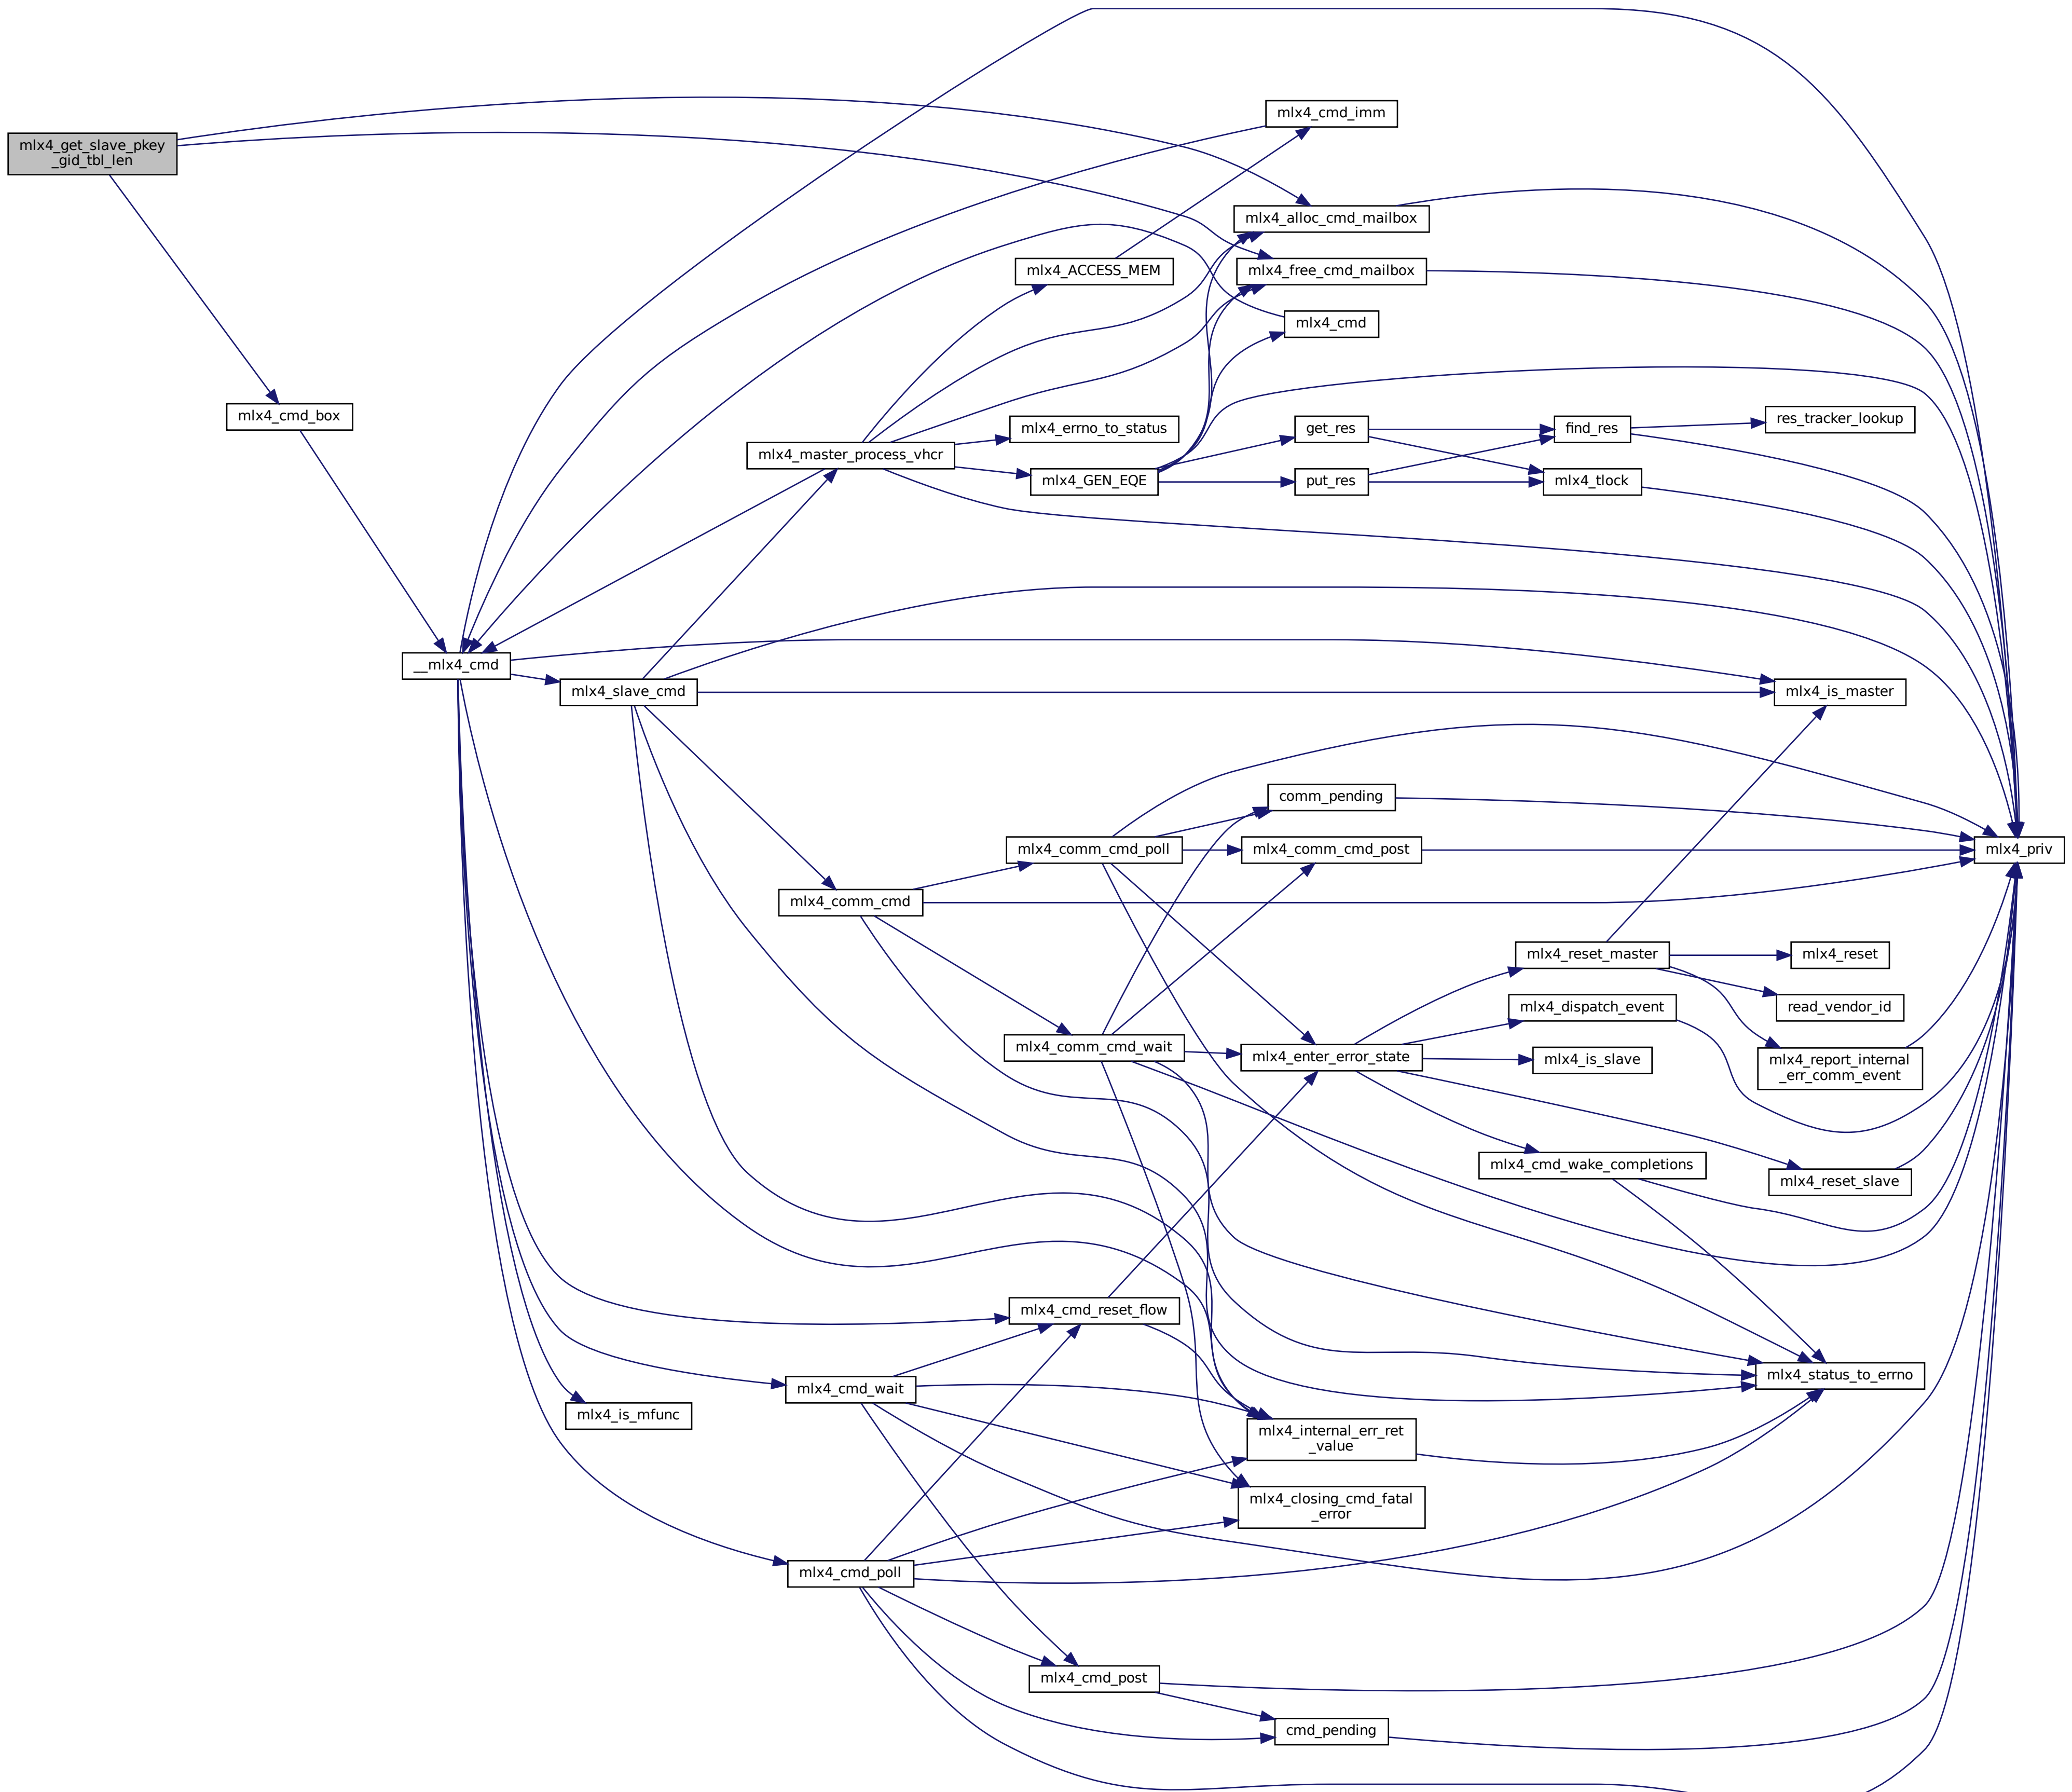 mlx4_get_slave_pkey
_gid_tbl_len
mlx4_cmd_box
__mlx4_cmd
mlx4_slave_cmd
mlx4_is_mfunc
mlx4_master_process_vhcr
mlx4_comm_cmd
mlx4_cmd_wait
mlx4_cmd_poll
mlx4_ACCESS_MEM
mlx4_errno_to_status
mlx4_GEN_EQE
mlx4_comm_cmd_poll
mlx4_comm_cmd_wait
mlx4_cmd_reset_flow
mlx4_cmd_post
mlx4_cmd_imm
mlx4_alloc_cmd_mailbox
mlx4_free_cmd_mailbox
mlx4_cmd
get_res
put_res
comm_pending
mlx4_comm_cmd_post
mlx4_enter_error_state
mlx4_internal_err_ret
_value
mlx4_closing_cmd_fatal
_error
cmd_pending
find_res
mlx4_tlock
mlx4_reset_master
mlx4_dispatch_event
mlx4_is_slave
mlx4_cmd_wake_completions
res_tracker_lookup
mlx4_is_master
mlx4_reset
read_vendor_id
mlx4_report_internal
_err_comm_event
mlx4_reset_slave
mlx4_status_to_errno
mlx4_priv